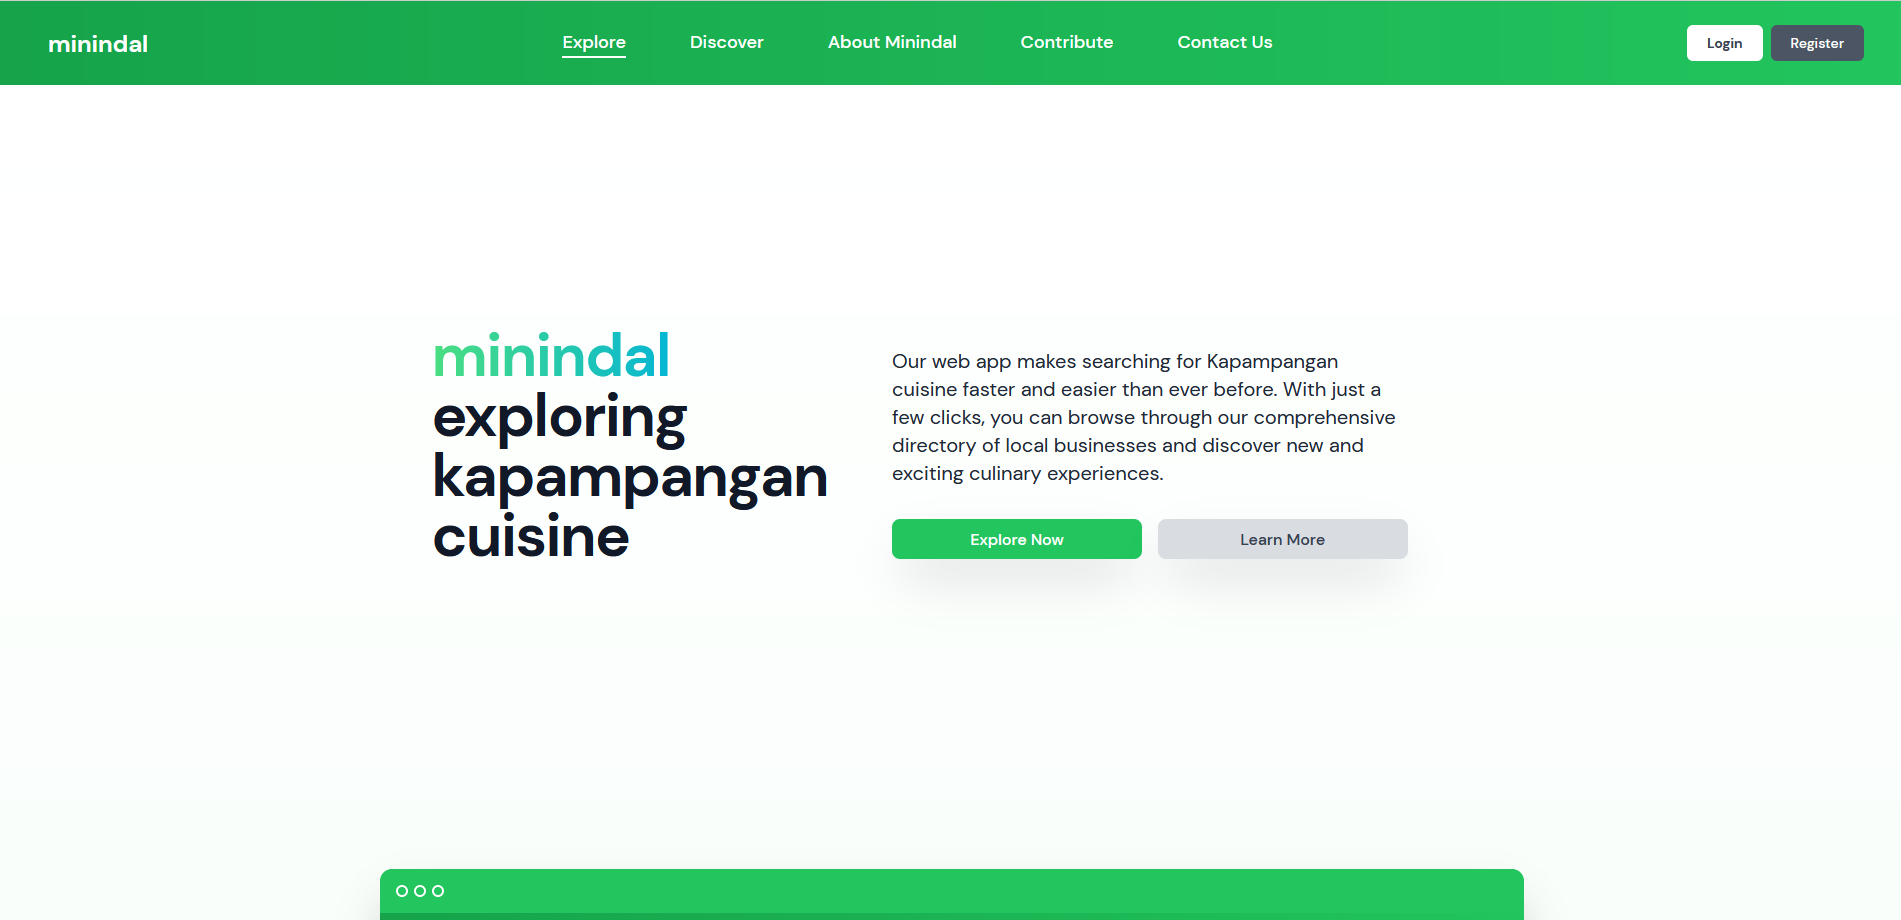 minindal
Explore
Discover
About Minindal
Contribute
Contact Us
Login
Register
minindal
exploring
kapampangan
cuisine
Our web app makes searching for Kapampangan
cuisine faster and easier than ever before. With just a
few clicks, you can browse through our comprehensive
directory of local businesses and discover new and
exciting culinary experiences.
Explore Now
Learn More